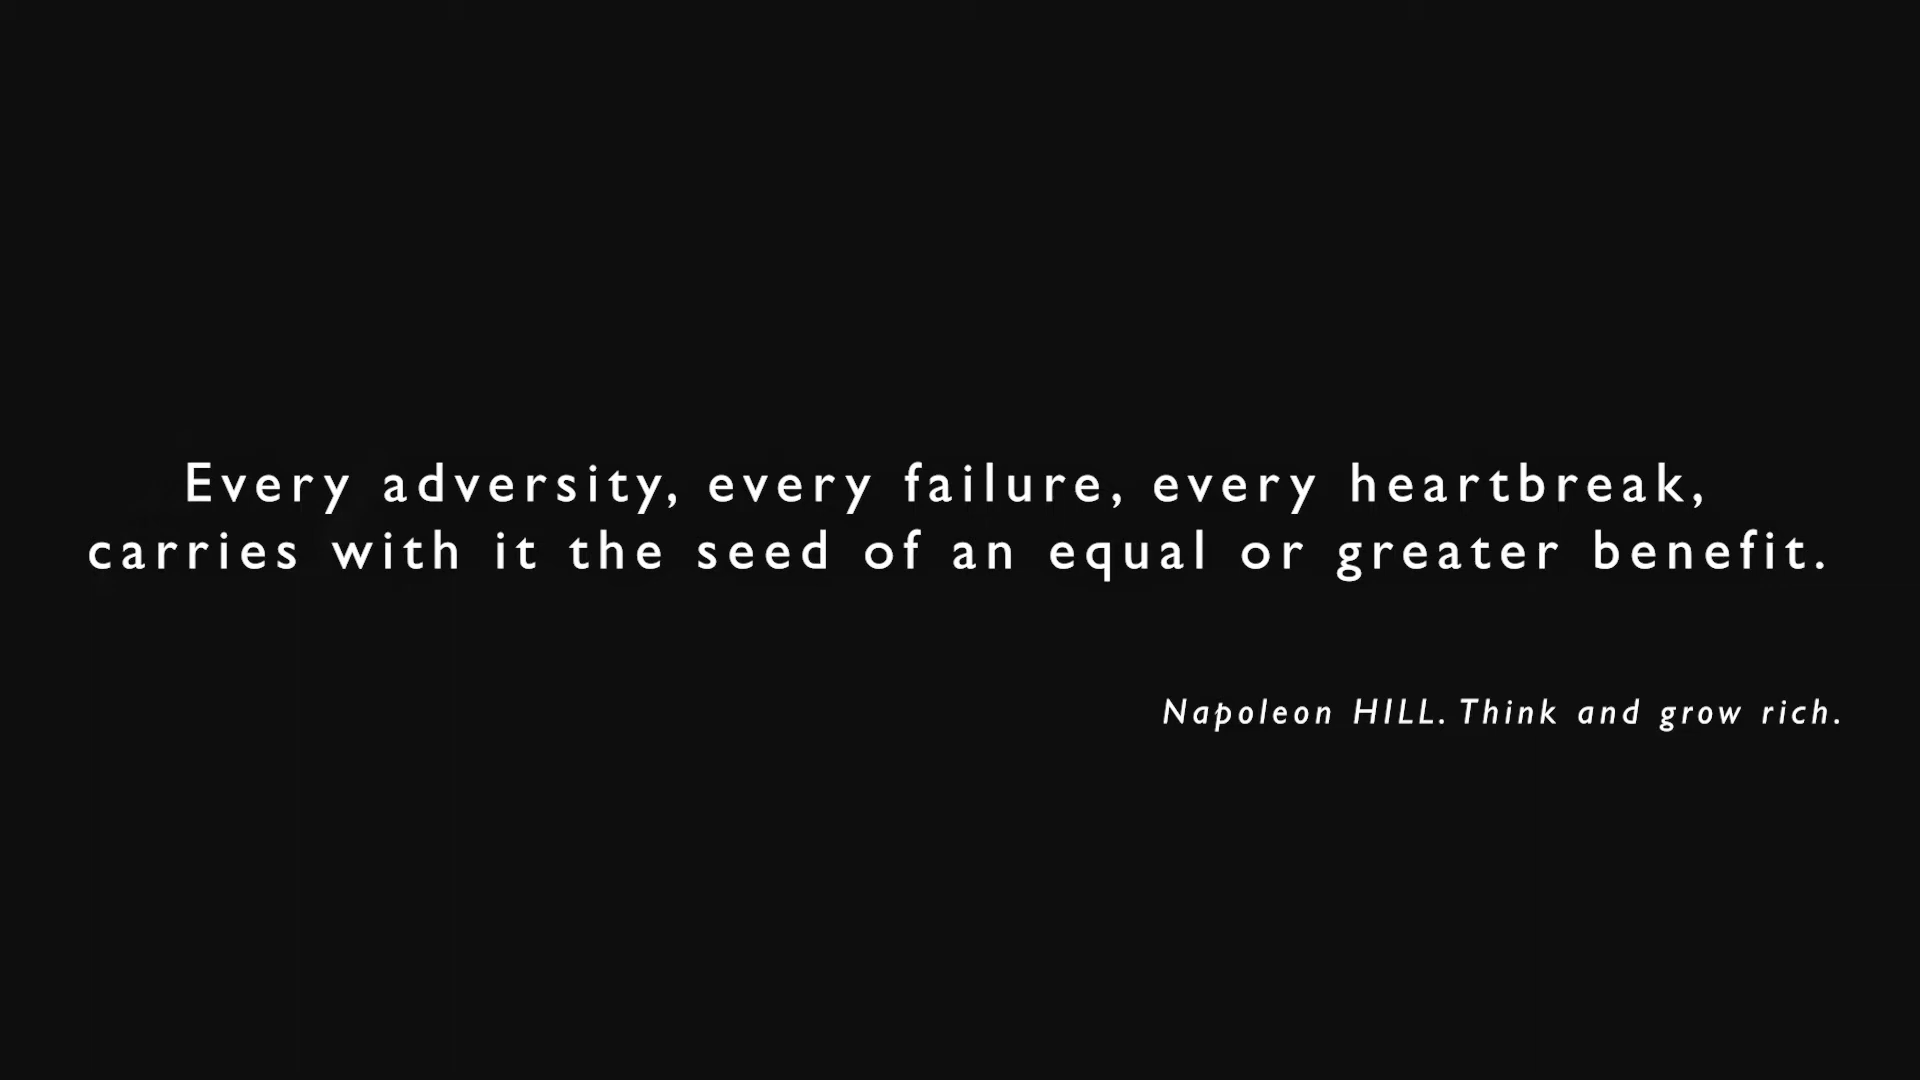 Every adversity, every failure, every heartbreak,
carries with it the seed of an equal or greater benefit.
Napoleon HILL. Think and grow rich.